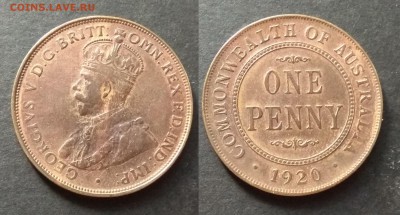 COINS.LAVE.RU
GEORGIVS V D.G.BRITT: OMN:REX F.D.IND:IMP:
COMMONWEALTH OF AUSTRALIA
ONE
PENNY
1920